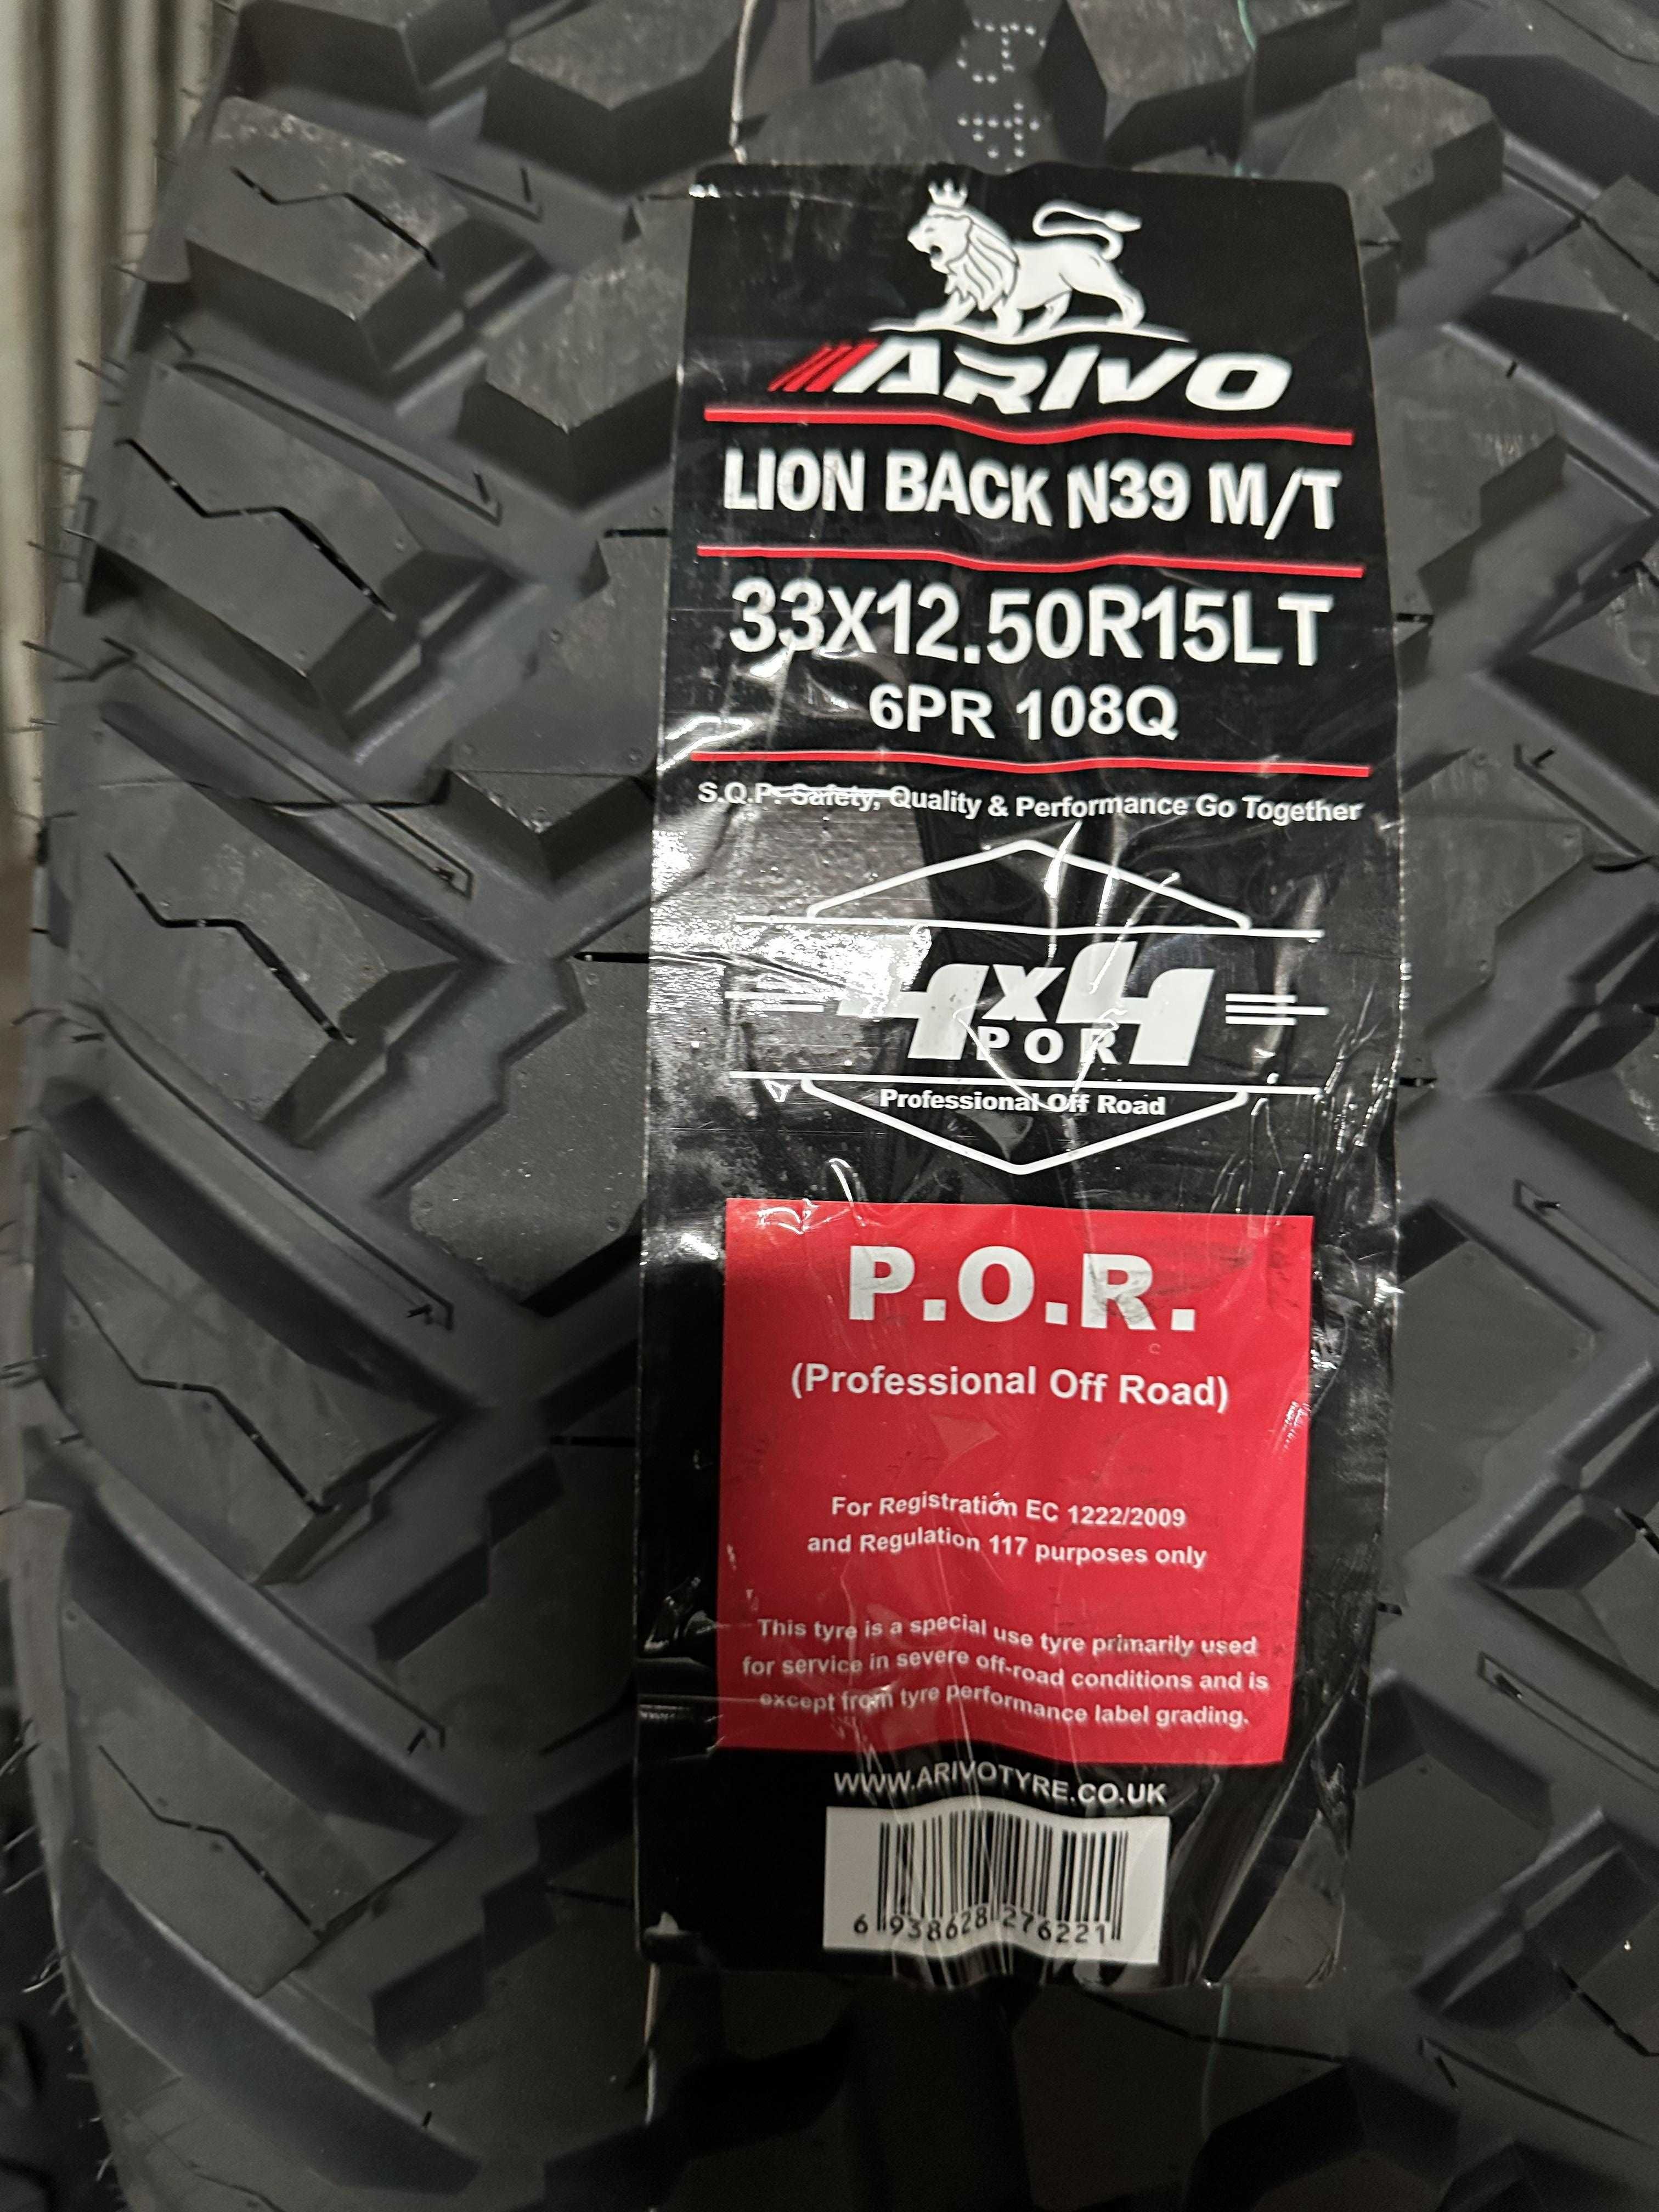 ARIVO
LION BACK N39 M/T
33X12.50R15LT
6PR 108Q
S.Q.P: Safety, Quality & Performance Go Together
4x4
POR
Professional Off Road
P.O.R.
(Professional Off Road)
For Registration EC 1222/2009
and Regulation 117 purposes only
This tyre is a special use tyre primarily used
for service in severe off-road conditions and is
except from tyre performance label grading.
WWW.ARIVOTYRE.CO.UK
6 938628 276221